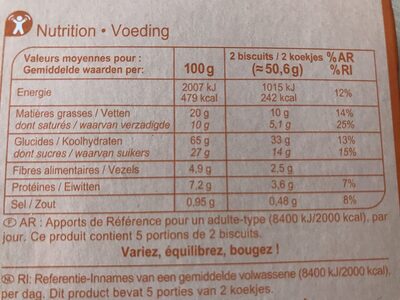 Nutrition • Voeding
Valeurs moyennes pour : 100 g 2 biscuits / 2 koekjes %AR
Gemiddelde waarden per: (≈50,6g) %RI
Energie 2007 kJ 1015 kJ 12%
479 kcal 242 kcal
Matières grasses / Vetten 20 g 10 g 14%
dont saturés / waarvan verzadigde 10 g 5,1 g 25%
Glucides / Koolhydraten 65 g 33 g 13%
dont sucres / waarvan suikers 27 g 14 g 15%
Fibres alimentaires / Vezels 4,9 g 2,5 g
Protéines / Eiwitten 7,2 g 3,6 g 7%
Sel / Zout 0,95 g 0,48 g 8%
F AR : Apports de Référence pour un adulte-type (8400 kJ/2000 kcal). par
jour. Ce produit contient 5 portions de 2 biscuits.
Variez, équilibrez, bougez !
RI: Referentie-Innames van een gemiddelde volwassene (8400 kJ/2000 kcal).
per dag. Dit product bevat 5 porties van 2 koekjes.